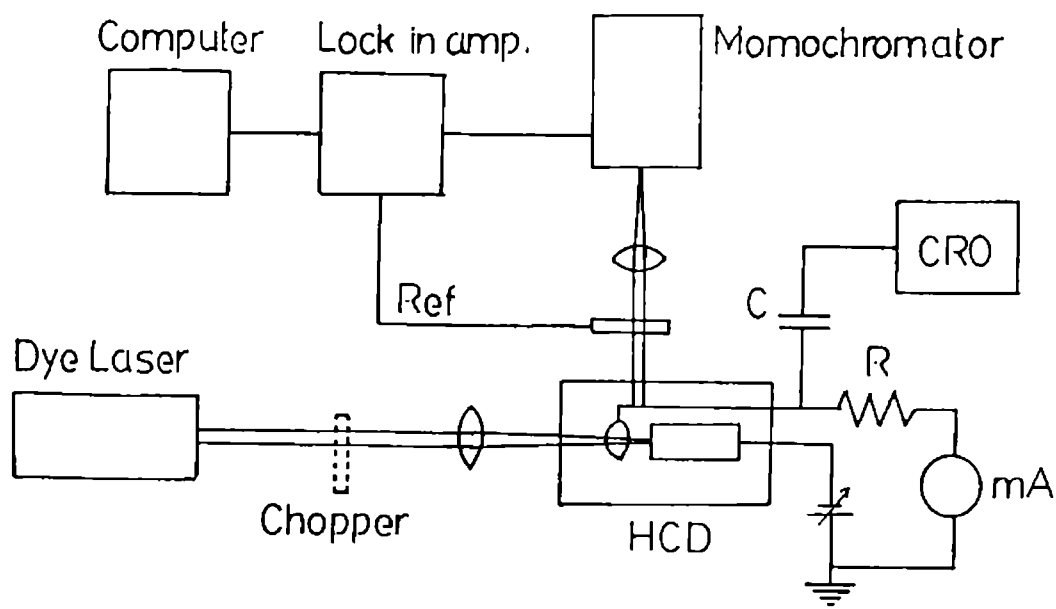 Computer
Lock in amp.
Momochromator
CRO
C
Ref
R
Dye Laser
mA
Chopper
HCD